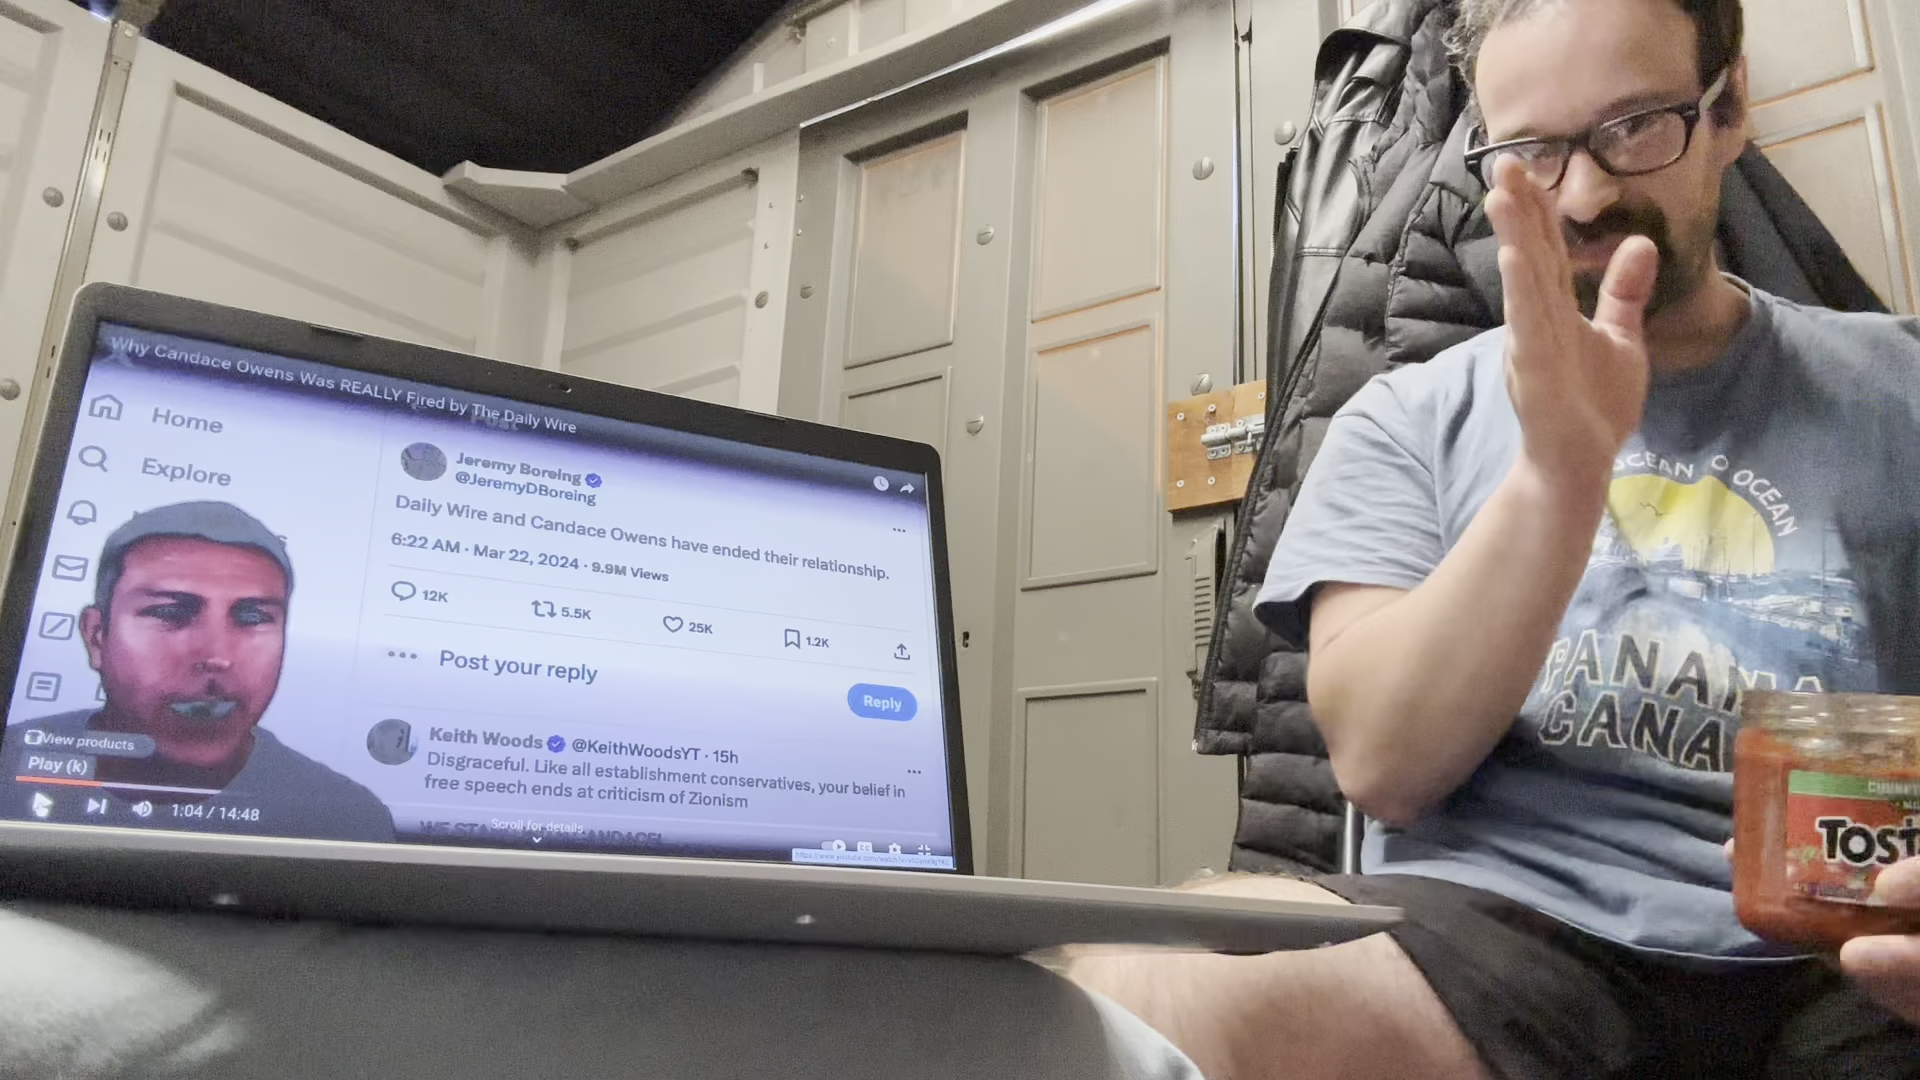 Why Candace Owens Was REALLY Fired by The Daily Wire
Post
Home
Explore
Jeremy Boreing
@JeremyDBoreing
Daily Wire and Candace Owens have ended their relationship.
6:22 AM · Mar 22, 2024 · 9.9M Views
12K
5.5K
25K
1.2K
Post your reply
Reply
Keith Woods @KeithWoodsYT · 15h
Disgraceful. Like all establishment conservatives, your belief in
free speech ends at criticism of Zionism
View products
Play (k)
1:04 / 14:48
Scroll for details
OCEAN
OCEAN
PANAMA
CANA
TOST